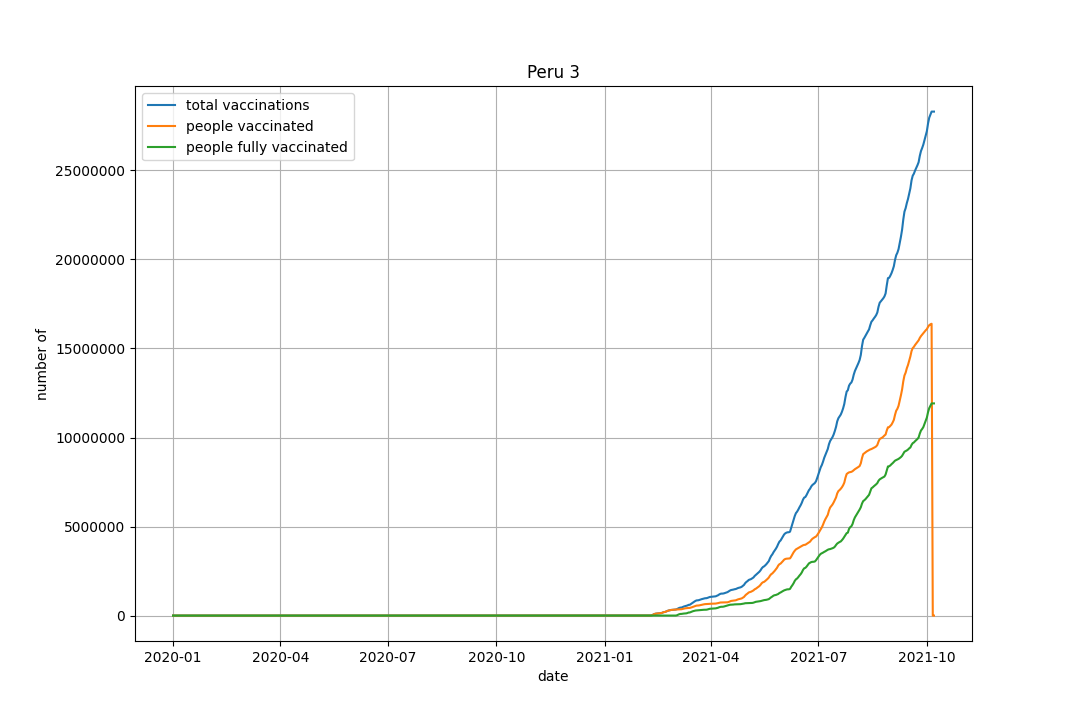 Peru 3
total vaccinations
people vaccinated
people fully vaccinated
25000000
20000000
15000000
10000000
5000000
0
number of
2020-01 2020-04 2020-07 2020-10 2021-01 2021-04 2021-07 2021-10
date